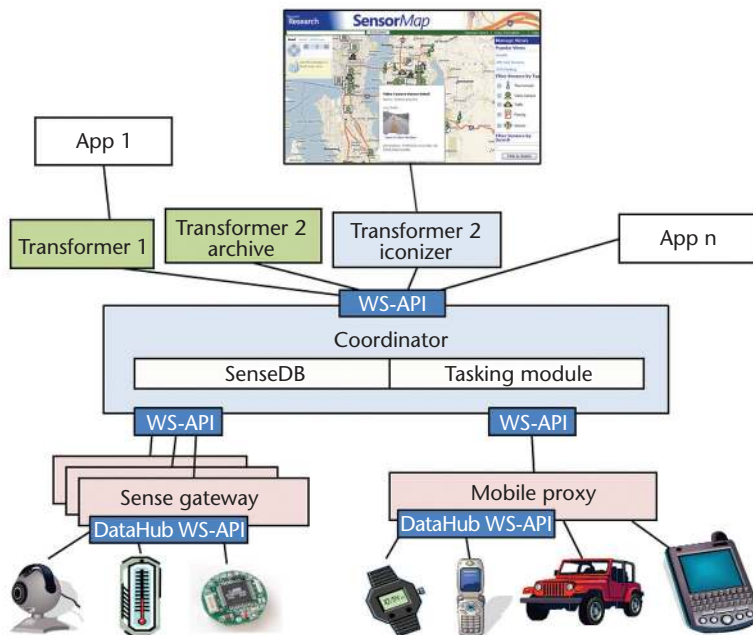 Research
SensorMap
App 1
Transformer 1
Transformer 2
archive
Transformer 2
iconizer
App n
WS-API
Coordinator
SenseDB
Tasking module
WS-API
WS-API
Sense gateway
Mobile proxy
DataHub WS-API
DataHub WS-API